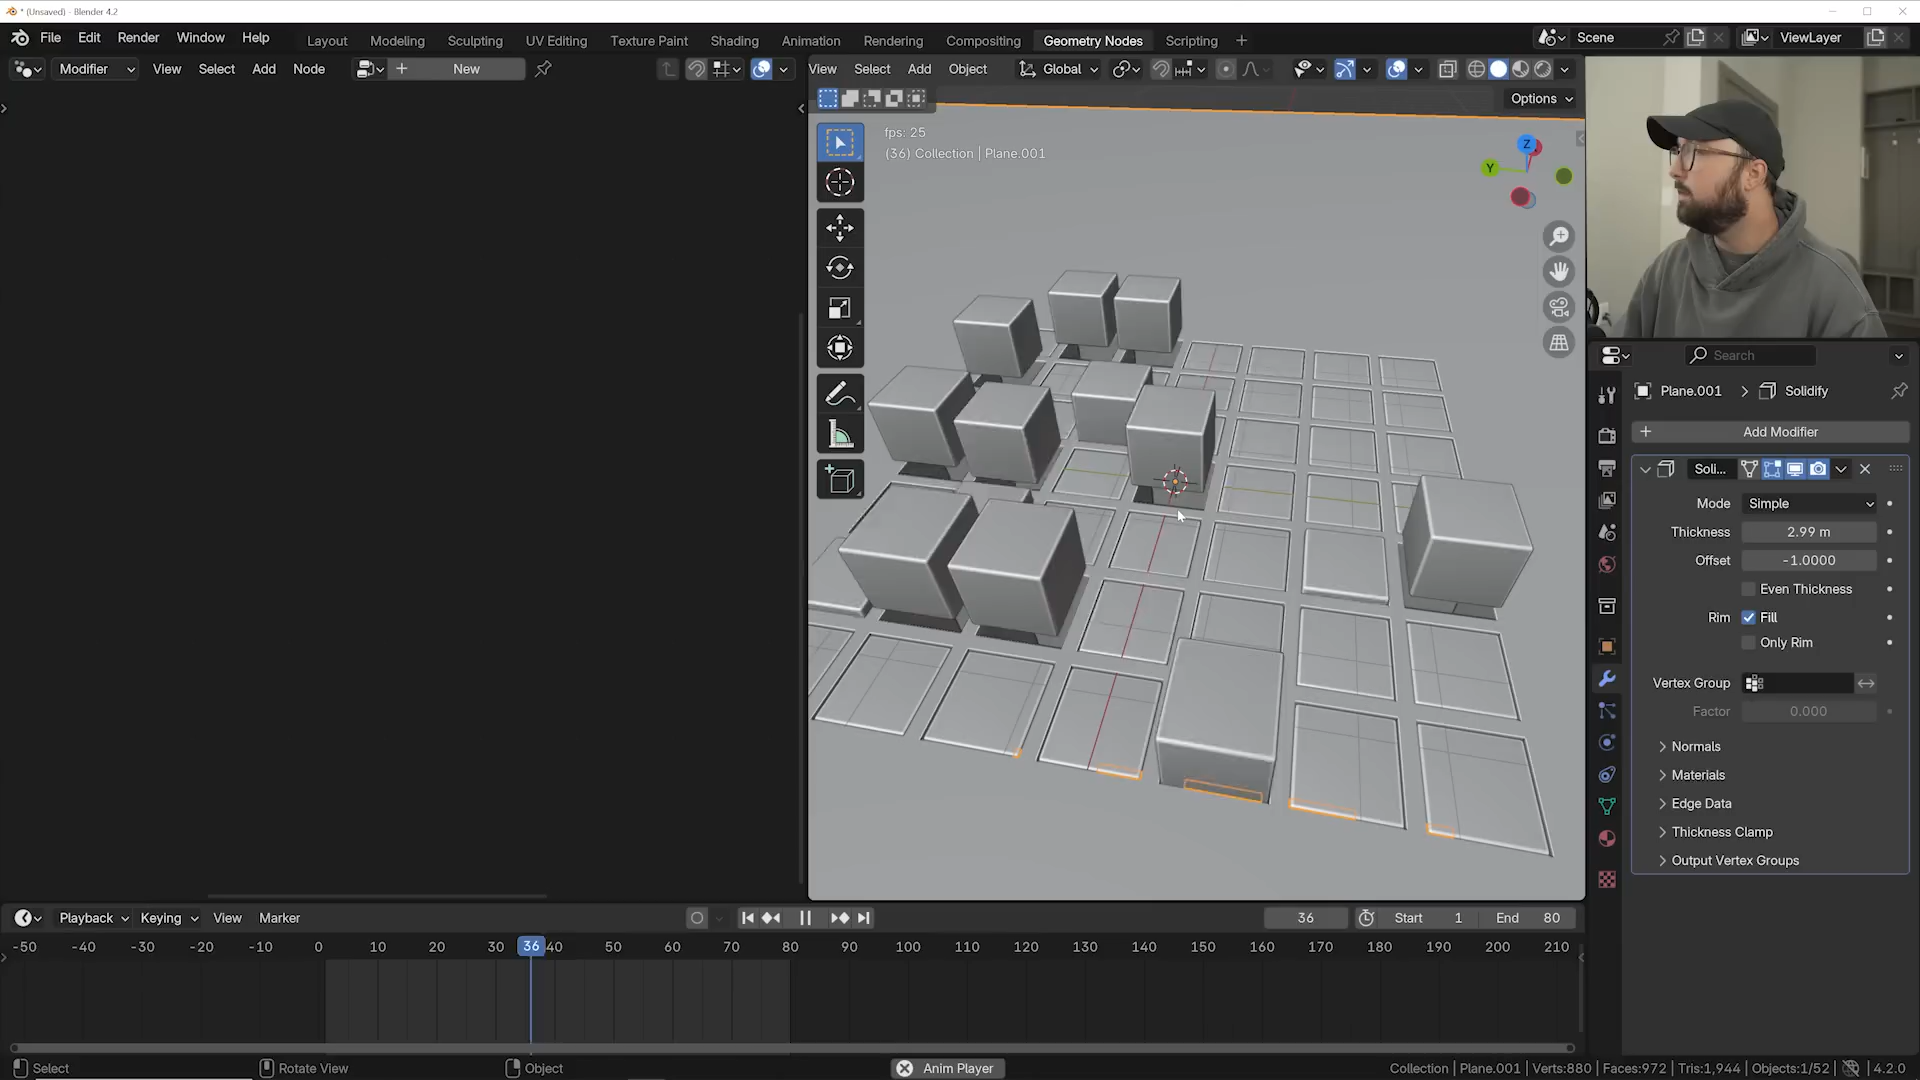 * (Unsaved) - Blender 4.2
File Edit Render Window Help
Layout Modeling Sculpting UV Editing Texture Paint Shading Animation Rendering Compositing Geometry Nodes Scripting +
Scene
ViewLayer
Modifier View Select Add Node
+ New
View Select Add Object
Global
Options
fps: 25
(36) Collection | Plane.001
Z
Y
Search
Plane.001 > Solidify
+ Add Modifier
Soli...
Mode Simple
Thickness 2.99 m
Offset -1.0000
Even Thickness
Rim Fill
Only Rim
Vertex Group
Factor 0.000
Normals
Materials
Edge Data
Thickness Clamp
Output Vertex Groups
Playback Keying View Marker
36
Start 1
End 80
-50 -40 -30 -20 -10 0 10 20 30 36 40 50 60 70 80 90 100 110 120 130 140 150 160 170 180 190 200 210
Select
Rotate View
Object
Anim Player
Collection | Plane.001 | Verts:880 | Faces:972 | Tris:1,944 | Objects:1/52 | 4.2.0